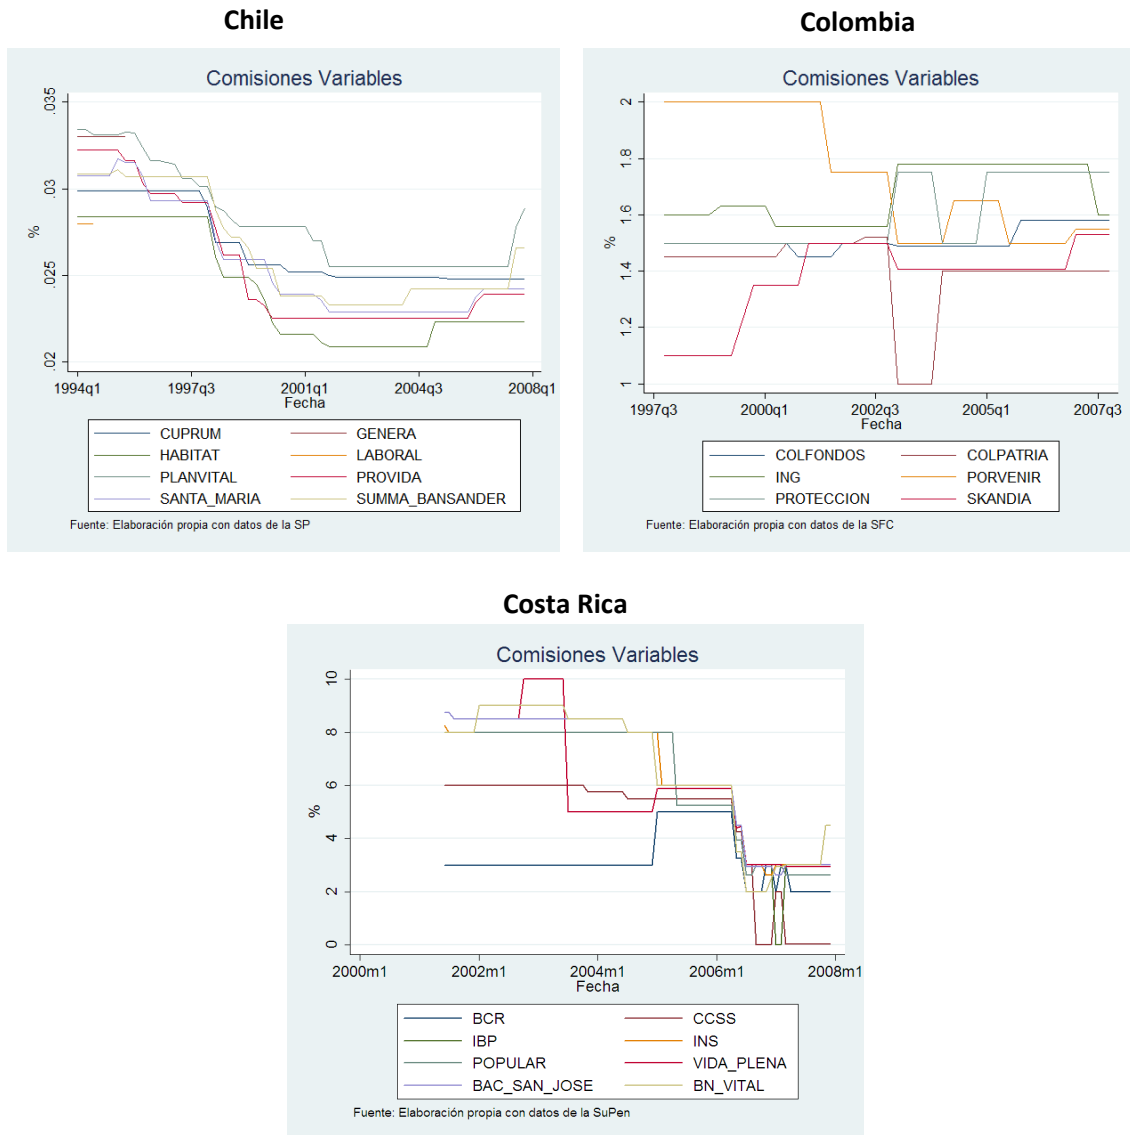 Chile
Comisiones Variables
%
.035
.03
.025
.02
1994q1 1997q3 2001q1 2004q3 2008q1
Fecha
CUPRUM GENERA
HABITAT LABORAL
PLANVITAL PROVIDA
SANTA_MARIA SUMMA_BANSANDER
Fuente: Elaboración propia con datos de la SP
Colombia
Comisiones Variables
%
2
1.8
1.6
1.4
1.2
1
1997q3 2000q1 2002q3 2005q1 2007q3
Fecha
COLFONDOS COLPATRIA
ING PORVENIR
PROTECCION SKANDIA
Fuente: Elaboración propia con datos de la SFC
Costa Rica
Comisiones Variables
%
10
8
6
4
2
0
2000m1 2002m1 2004m1 2006m1 2008m1
Fecha
BCR CCSS
IBP INS
POPULAR VIDA_PLENA
BAC_SAN_JOSE BN_VITAL
Fuente: Elaboración propia con datos de la SuPen